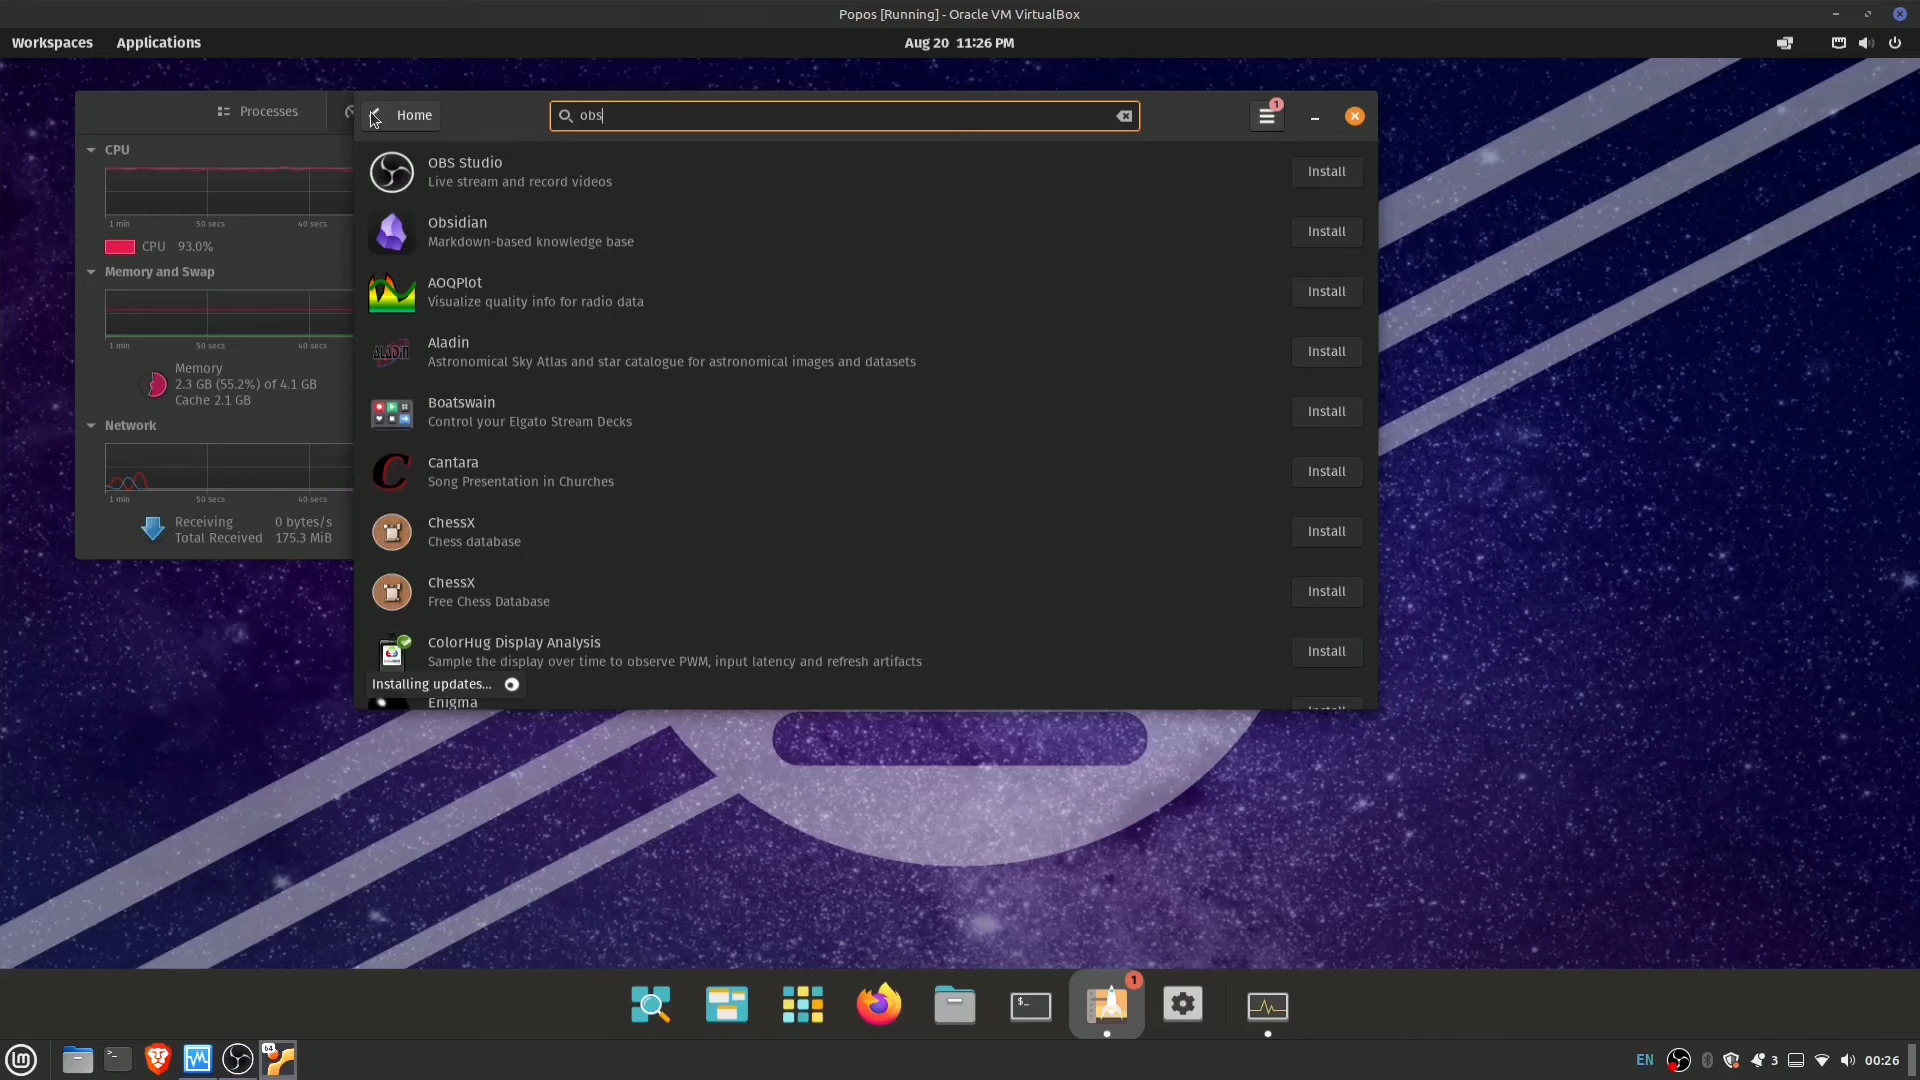 Popos [Running] - Oracle VM VirtualBox
Workspaces
Applications
Aug 20 11:26 PM
Processes
Home
obs
1
CPU
1 min
50 secs
40 secs
CPU 93.0%
Memory and Swap
1 min
50 secs
40 secs
Memory
2.3 GB (55.2%) of 4.1 GB
Cache 2.1 GB
Network
1 min
50 secs
40 secs
Receiving 0 bytes/s
Total Received 175.3 MiB
OBS Studio
Live stream and record videos
Install
Obsidian
Markdown-based knowledge base
Install
AOQPlot
Visualize quality info for radio data
Install
ALADIN
Aladin
Astronomical Sky Atlas and star catalogue for astronomical images and datasets
Install
Boatswain
Control your Elgato Stream Decks
Install
C
Cantara
Song Presentation in Churches
Install
ChessX
Chess database
Install
ChessX
Free Chess Database
Install
ColorHug Display Analysis
Sample the display over time to observe PWM, input latency and refresh artifacts
Install
Installing updates...
Enigma
Install
$_
1
lm
>_
64
EN
3
00:26